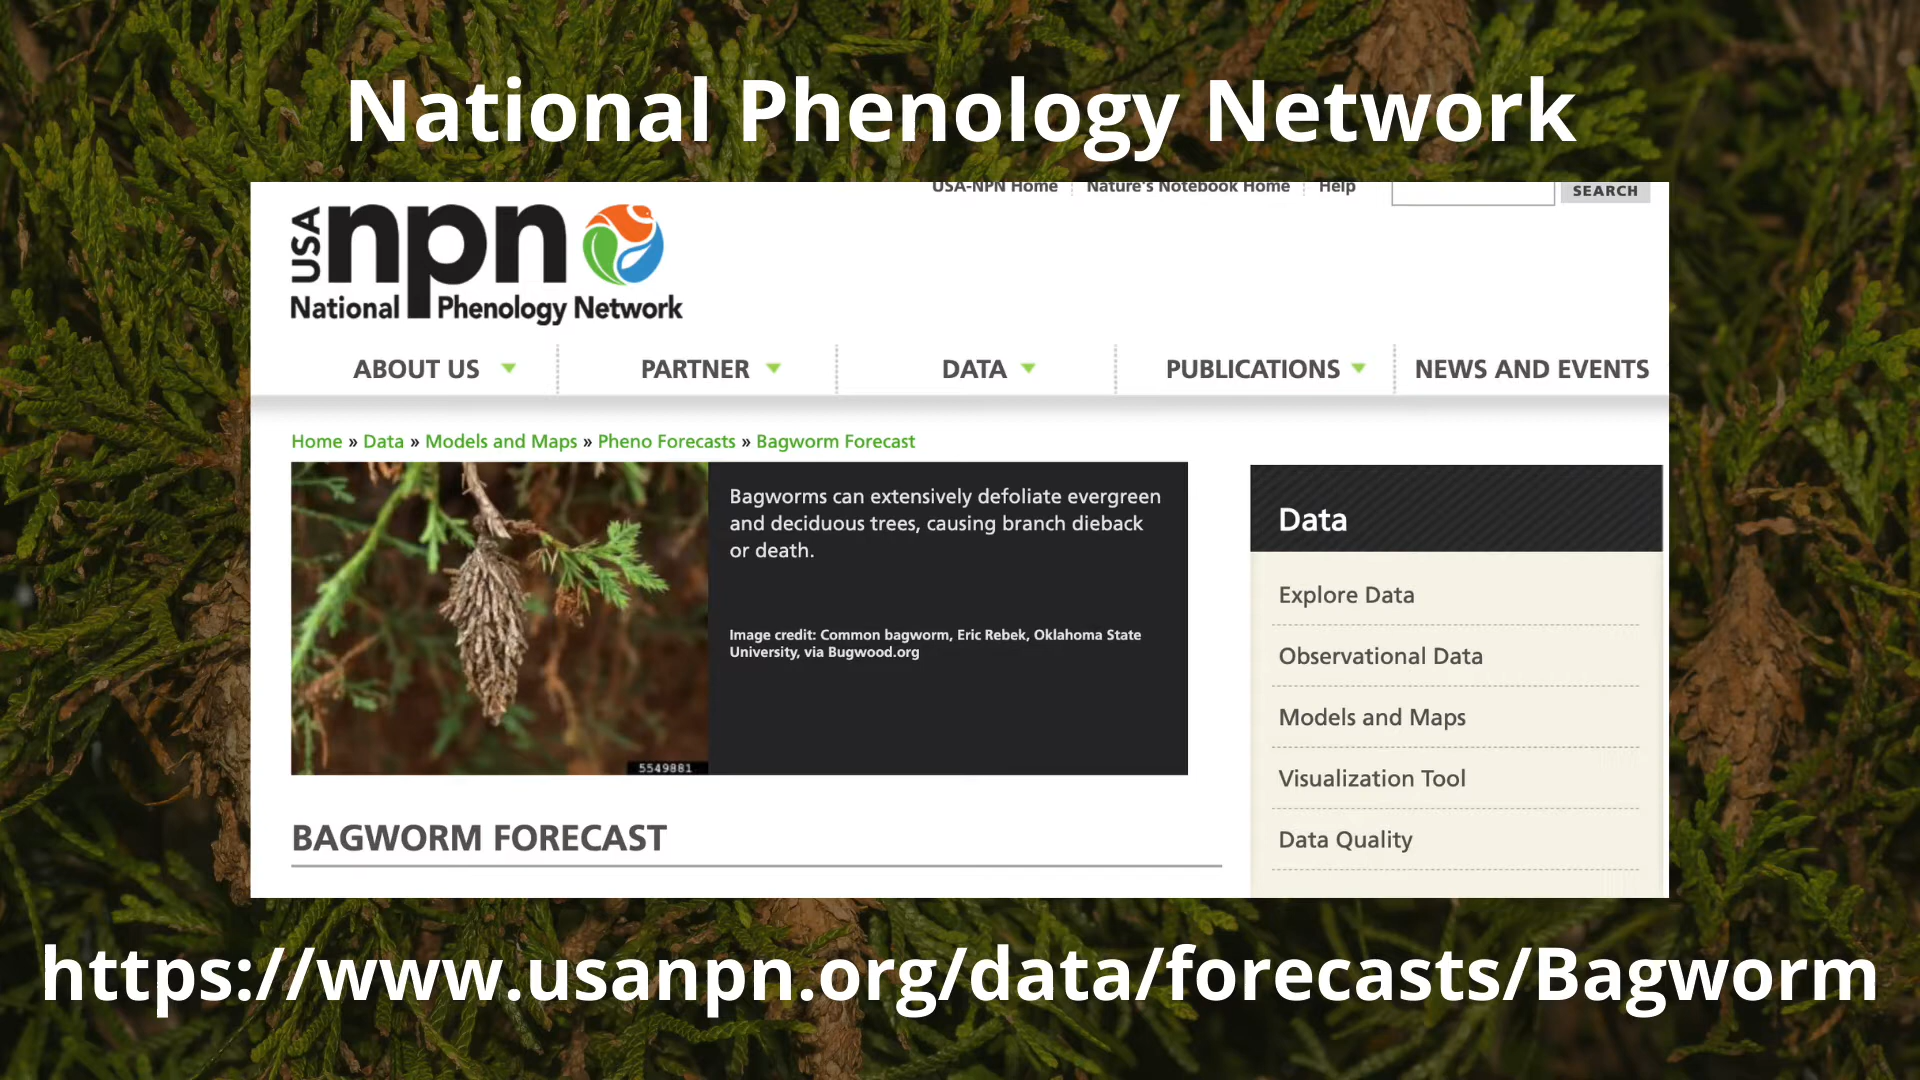 National Phenology Network
USA-NPN Home
Nature's Notebook Home
Help
SEARCH
USA npn
National Phenology Network
ABOUT US
PARTNER
DATA
PUBLICATIONS
NEWS AND EVENTS
Home » Data » Models and Maps » Pheno Forecasts » Bagworm Forecast
Bagworms can extensively defoliate evergreen
and deciduous trees, causing branch dieback
or death.
Image credit: Common bagworm, Eric Rebek, Oklahoma State
University, via Bugwood.org
5549881
Data
Explore Data
Observational Data
Models and Maps
Visualization Tool
Data Quality
BAGWORM FORECAST
https://www.usanpn.org/data/forecasts/Bagworm